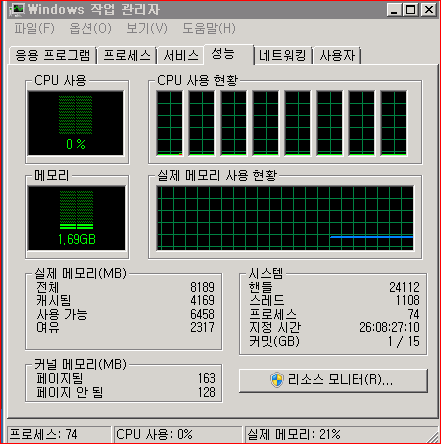 Windows 작업 관리자
파일(F) 옵션(O) 보기(V) 도움말(H)
응용 프로그램 프로세스 서비스 성능 네트워킹 사용자
CPU 사용 CPU 사용 현황
0 %
메모리 실제 메모리 사용 현황
1,69GB
실제 메모리(MB)
전체 8189
캐시됨 4169
사용 가능 6458
여유 2317
시스템
핸들 24112
스레드 1108
프로세스 74
지정 시간 26:08:27:10
커밋(GB) 1 / 15
커널 메모리(MB)
페이지됨 163
페이지 안 됨 128
리소스 모니터(R)...
프로세스: 74 CPU 사용: 0% 실제 메모리: 21%